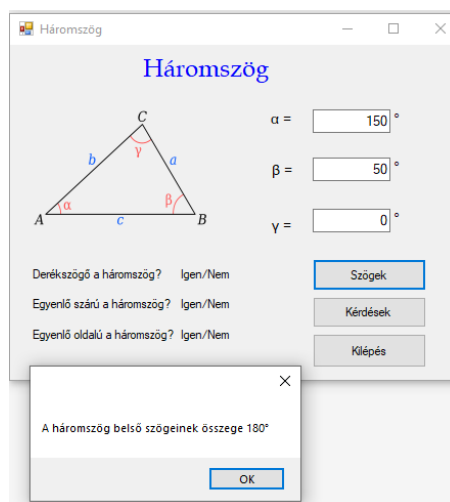 Háromszög
Háromszög
C
b
γ
a
α
β
A
c
B
α =
150 °
β =
50 °
γ =
0 °
Derékszögő a háromszög? Igen/Nem
Szögek
Egyenlő szárú a háromszög? Igen/Nem
Kérdések
Egyenlő oldalú a háromszög? Igen/Nem
Kilépés
A háromszög belső szögeinek összege 180°
OK